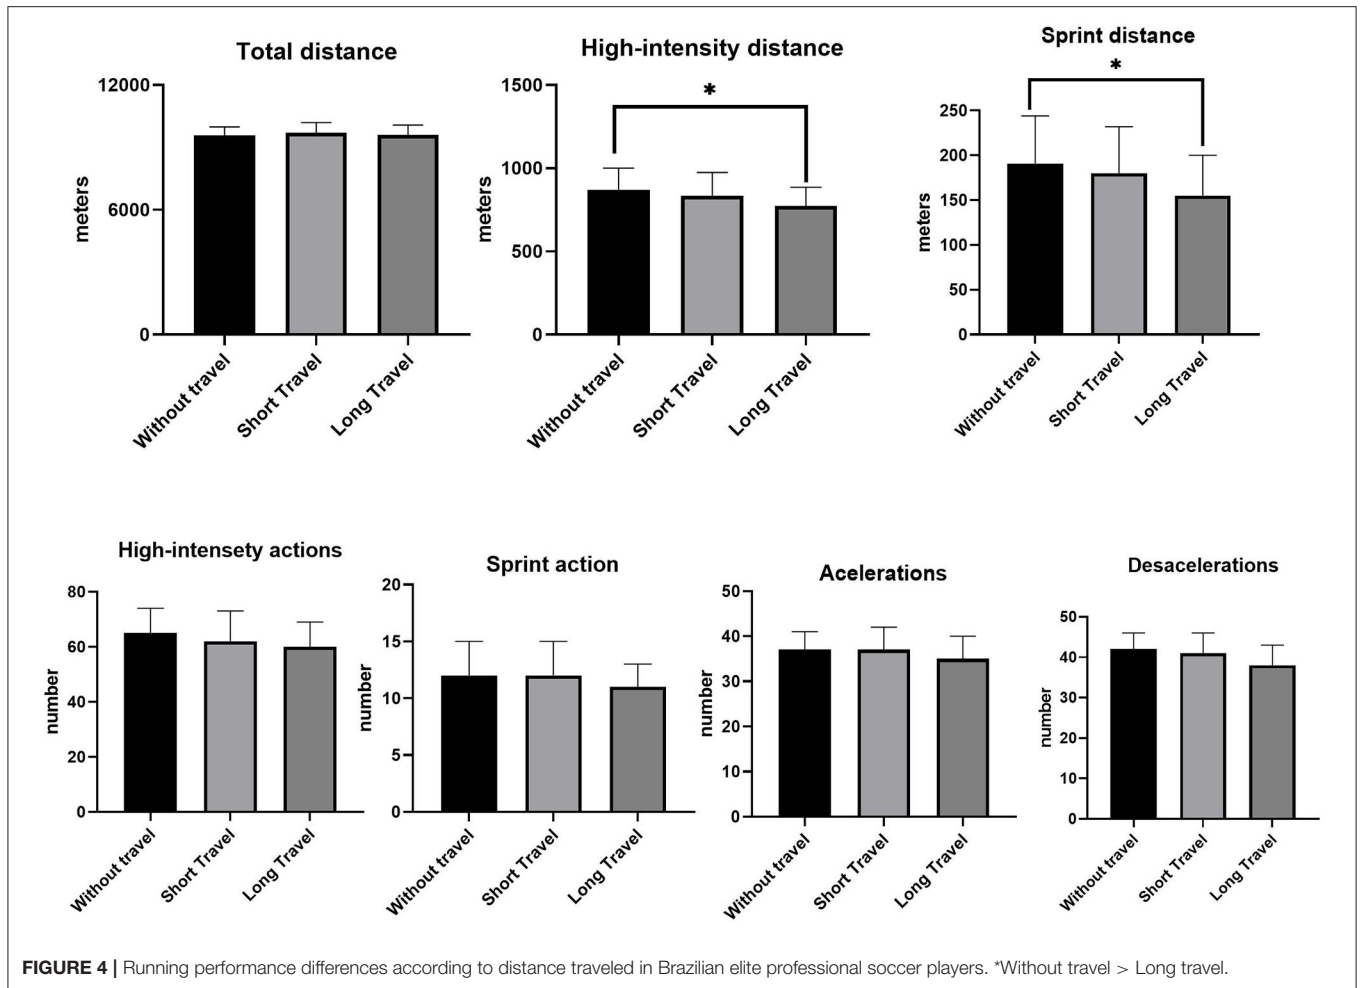 Total distance
12000
6000
0
meters
Without travel
Short Travel
Long Travel
High-intensity distance
*
1500
1000
500
0
meters
Without travel
Short Travel
Long Travel
Sprint distance
*
250
200
150
100
50
0
meters
Without travel
Short Travel
Long Travel
High-intensety actions
80
60
40
20
0
number
Without travel
Short Travel
Long Travel
Sprint action
20
15
10
5
0
number
Without travel
Short Travel
Long Travel
Acelerations
50
40
30
20
10
0
number
Without travel
Short Travel
Long Travel
Desacelerations
50
40
30
20
10
0
number
Without travel
Short Travel
Long Travel
FIGURE 4 | Running performance differences according to distance traveled in Brazilian elite professional soccer players. *Without travel > Long travel.